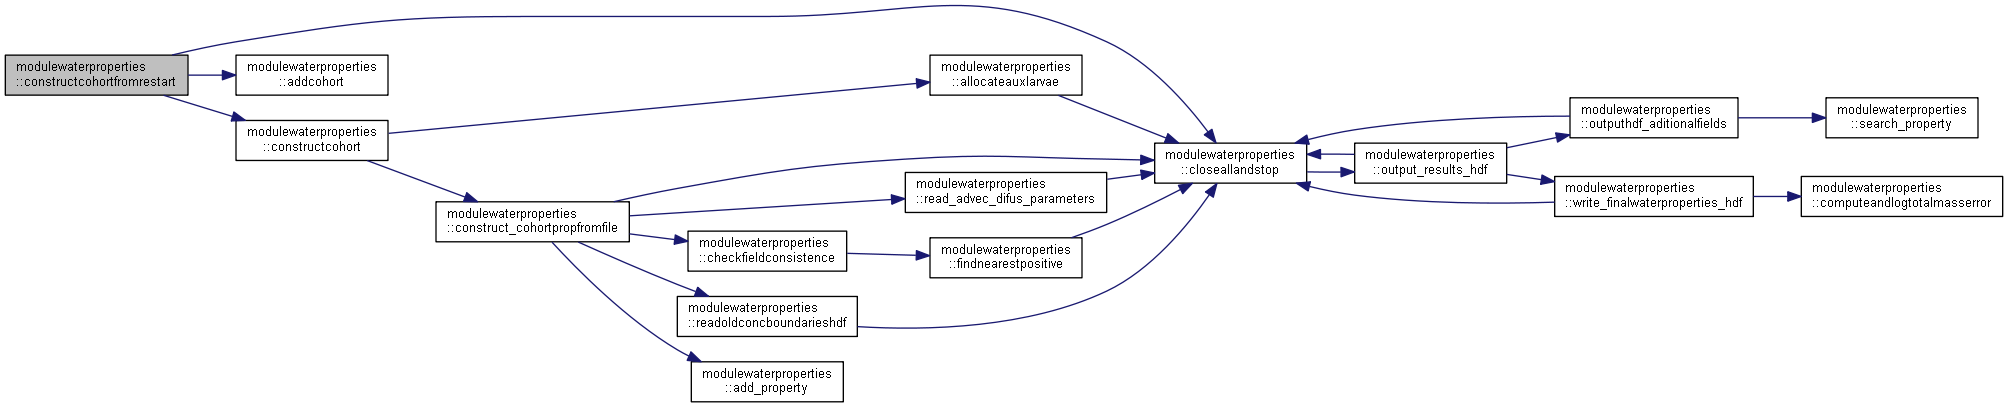 modulewaterproperties
::constructcohortfromrestart
modulewaterproperties
::addcohort
modulewaterproperties
::constructcohort
modulewaterproperties
::construct_cohortpropfromfile
modulewaterproperties
::allocateauxlarvae
modulewaterproperties
::read_advec_difus_parameters
modulewaterproperties
::checkfieldconsistence
modulewaterproperties
::findnearestpositive
modulewaterproperties
::readoldconcboundarieshdf
modulewaterproperties
::add_property
modulewaterproperties
::closeallandstop
modulewaterproperties
::output_results_hdf
modulewaterproperties
::outputhdf_aditionalfields
modulewaterproperties
::write_finalwaterproperties_hdf
modulewaterproperties
::search_property
modulewaterproperties
::computeandlogtotalmasserror